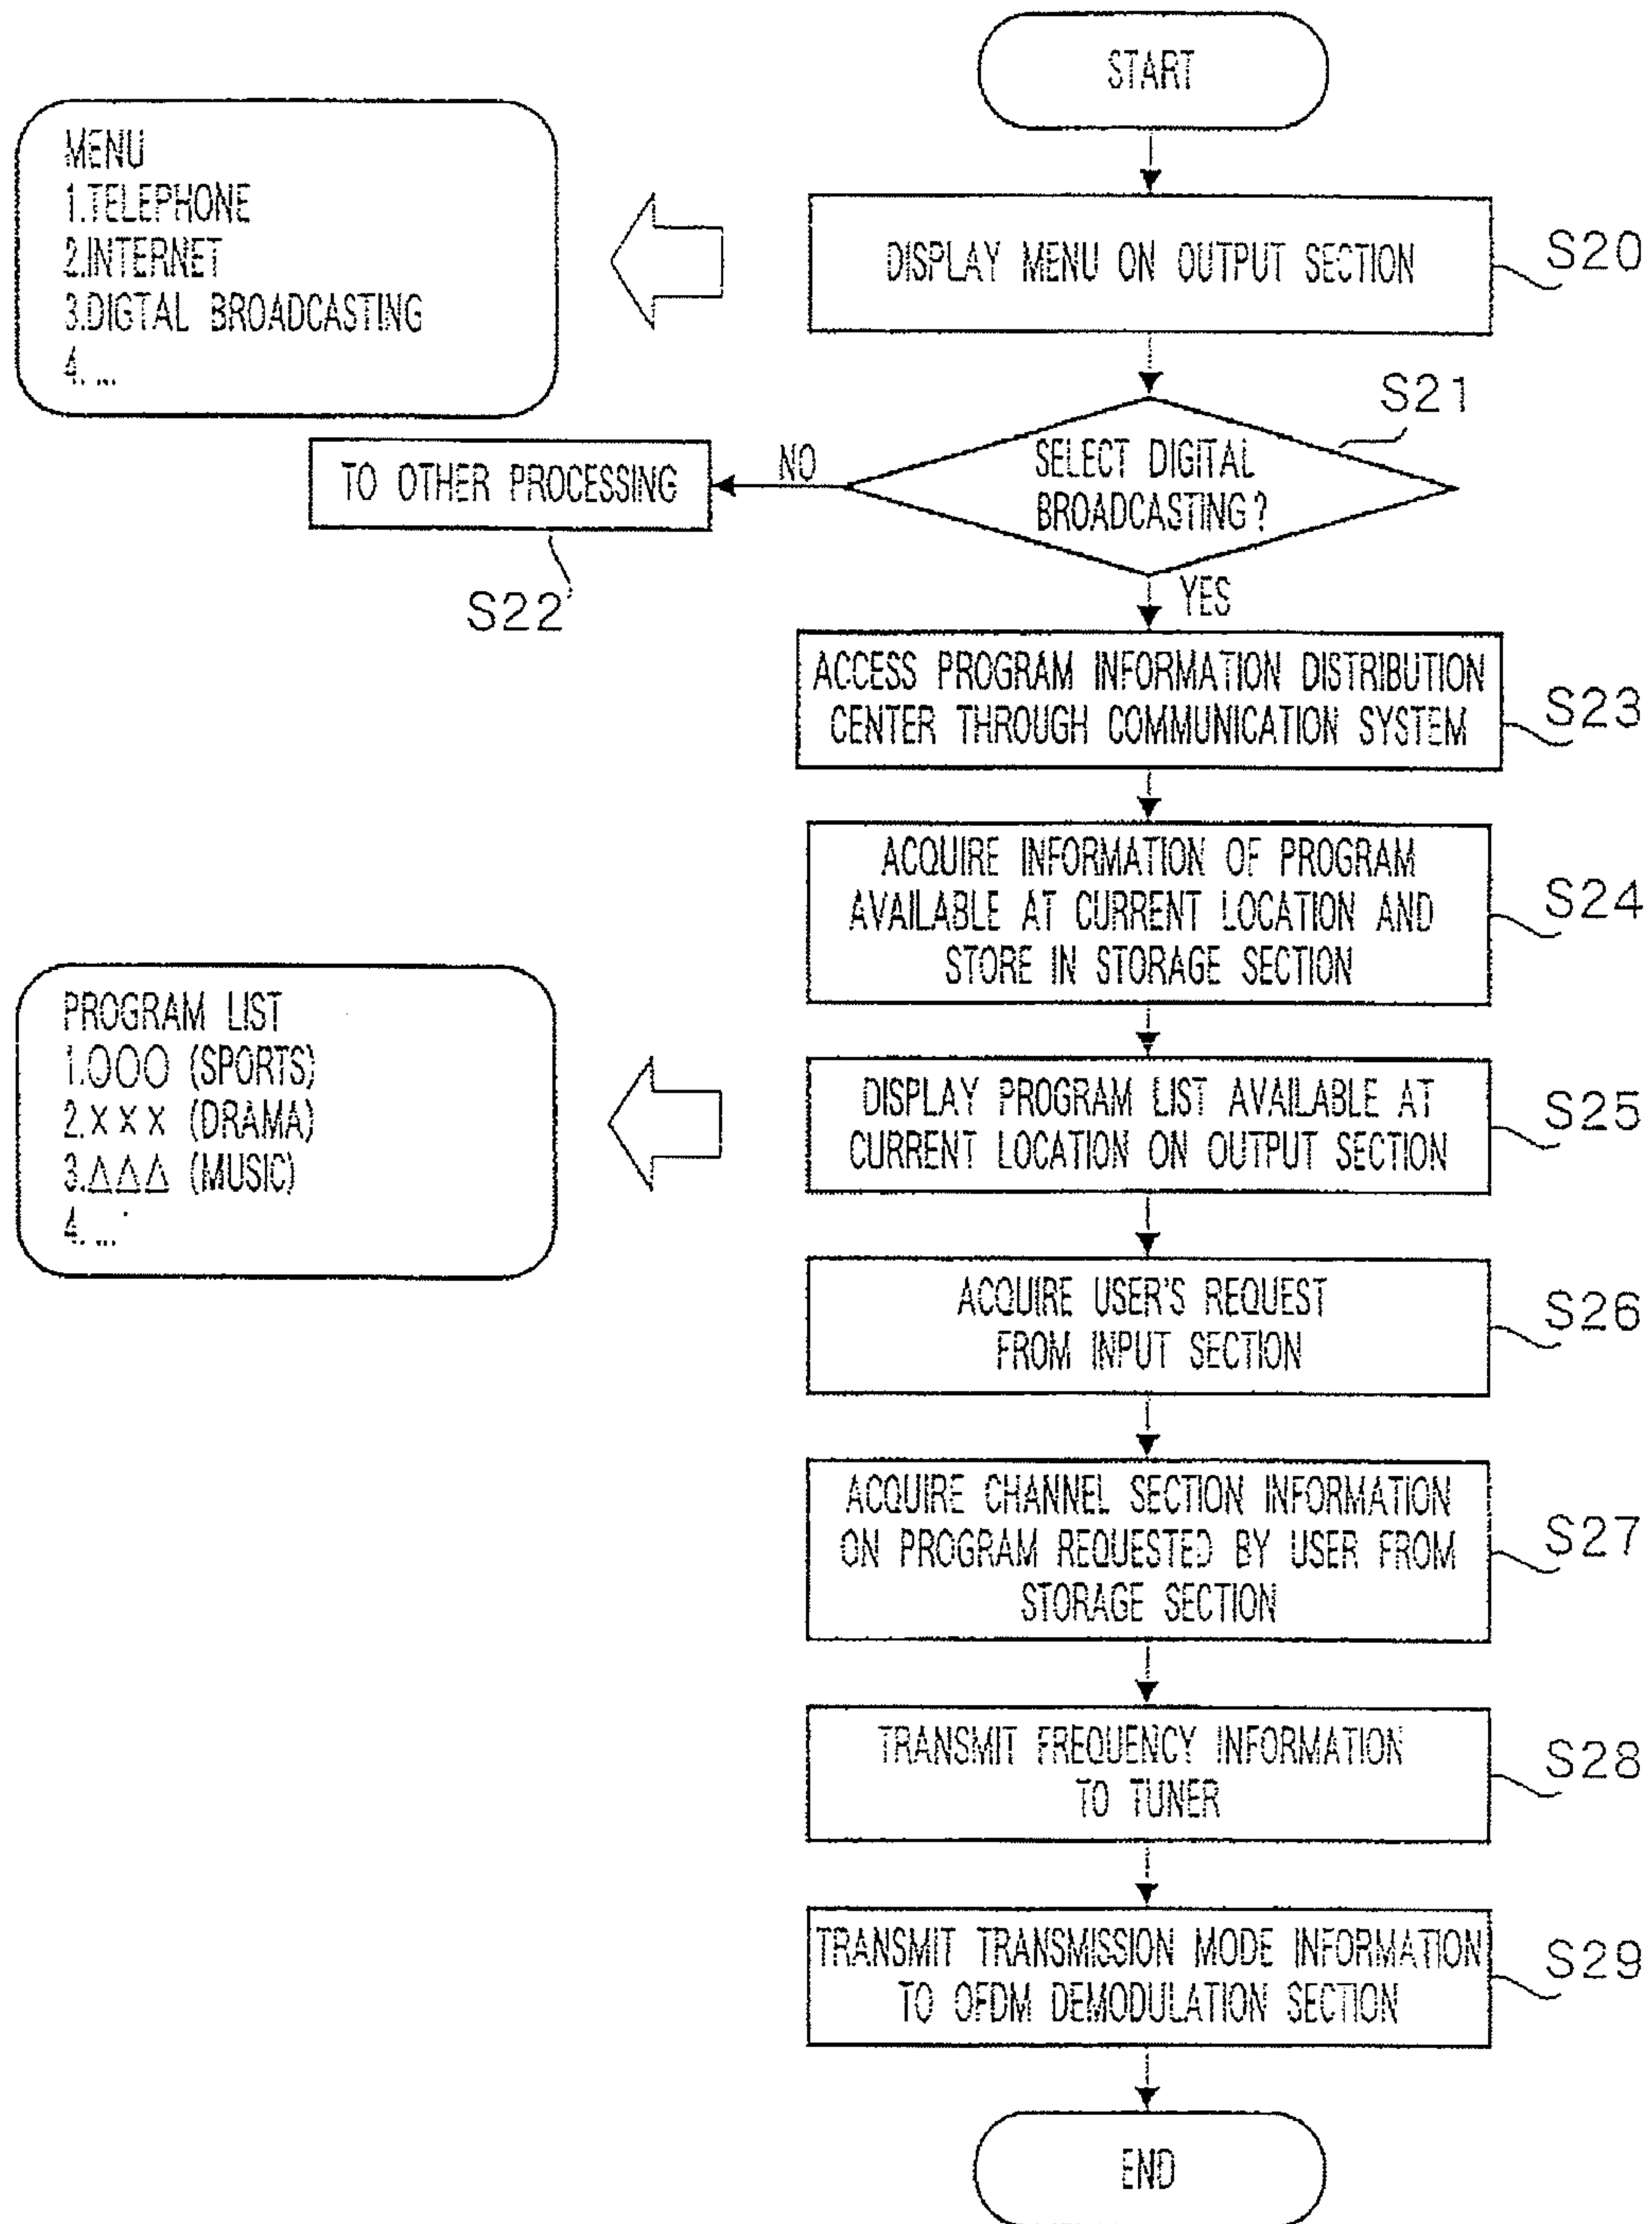 START
MENU
1.TELEPHONE
2.INTERNET
3.DIGTAL BROADCASTING
4. ...
DISPLAY MENU ON OUTPUT SECTION
S20
S21
SELECT DIGITAL
BROADCASTING?
NO
TO OTHER PROCESSING
S22
YES
ACCESS PROGRAM INFORMATION DISTRIBUTION
CENTER THROUGH COMMUNICATION SYSTEM
S23
ACQUIRE INFORMATION OF PROGRAM
AVAILABLE AT CURRENT LOCATION AND
STORE IN STORAGE SECTION
S24
PROGRAM LIST
1.○○○ (SPORTS)
2.××× (DRAMA)
3.△△△ (MUSIC)
4. ...
DISPLAY PROGRAM LIST AVAILABLE AT
CURRENT LOCATION ON OUTPUT SECTION
S25
ACQUIRE USER'S REQUEST
FROM INPUT SECTION
S26
ACQUIRE CHANNEL SECTION INFORMATION
ON PROGRAM REQUESTED BY USER FROM
STORAGE SECTION
S27
TRANSMIT FREQUENCY INFORMATION
TO TUNER
S28
TRANSMIT TRANSMISSION MODE INFORMATION
TO OFDM DEMODULATION SECTION
S29
END